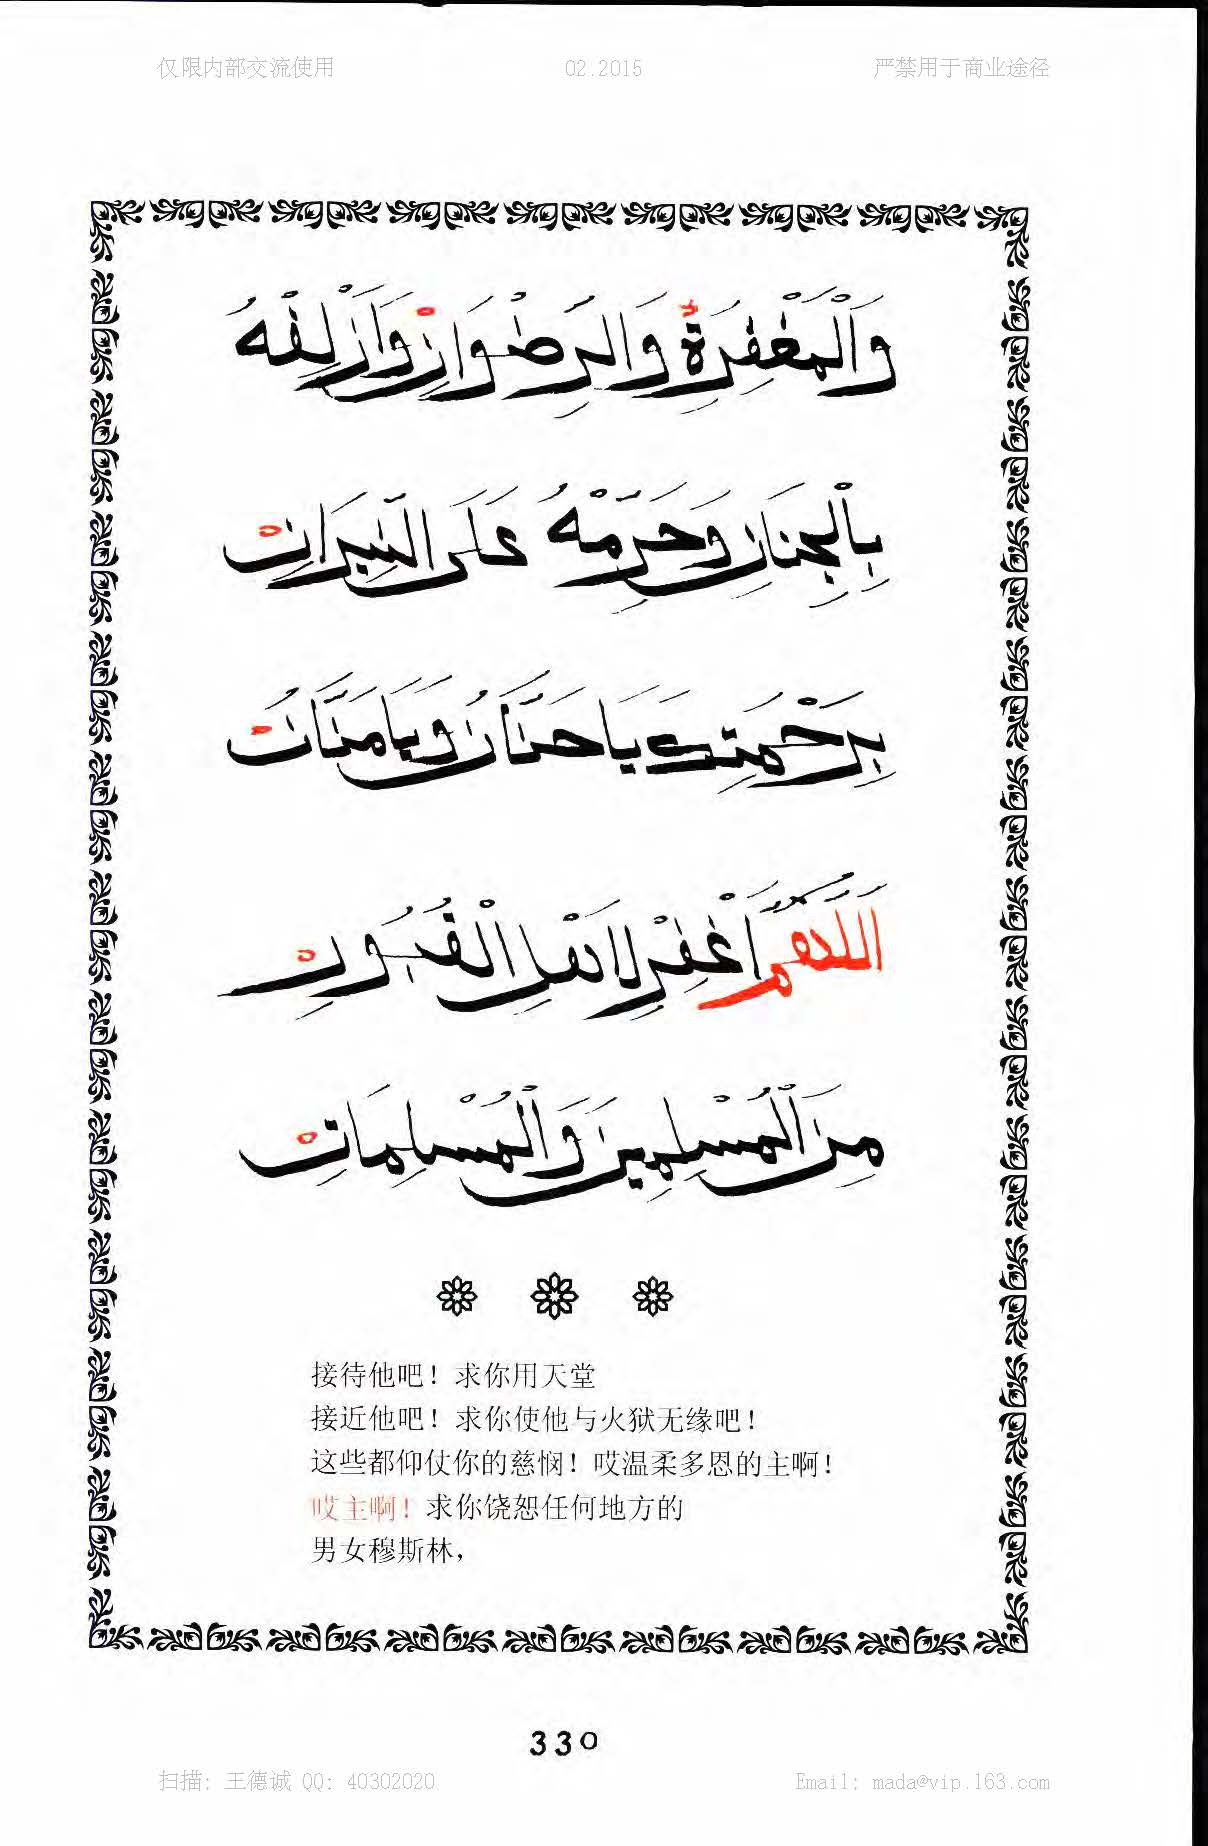 仅限内部交流使用 02.2015 严禁用于商业途径
وَالْمَغْفِرَةِ وَالرِضْوَانِ وَاَزْلِفْهُ
بِالْجِنَانِ وَحَرِّمْهُ عَلَى النِّيرَانِ
بِرَحْمَتِكَ يَا حَنَّانُ وَيَا مَنَّانُ
اَللّٰهُمَّ اغْفِرْ لِاَهْلِ الْقُبُورِ
مِنَ الْمُسْلِمِينَ وَالْمُسْلِمَاتِ
接待他吧！求你用天堂
接近他吧！求你使他与火狱无缘吧！
这些都仰仗你的慈悯！哎温柔多恩的主啊！
哎主啊！求你饶恕任何地方的
男女穆斯林，
330
扫描: 王德诚 QQ: 40302020 Email: mada@vip.163.com